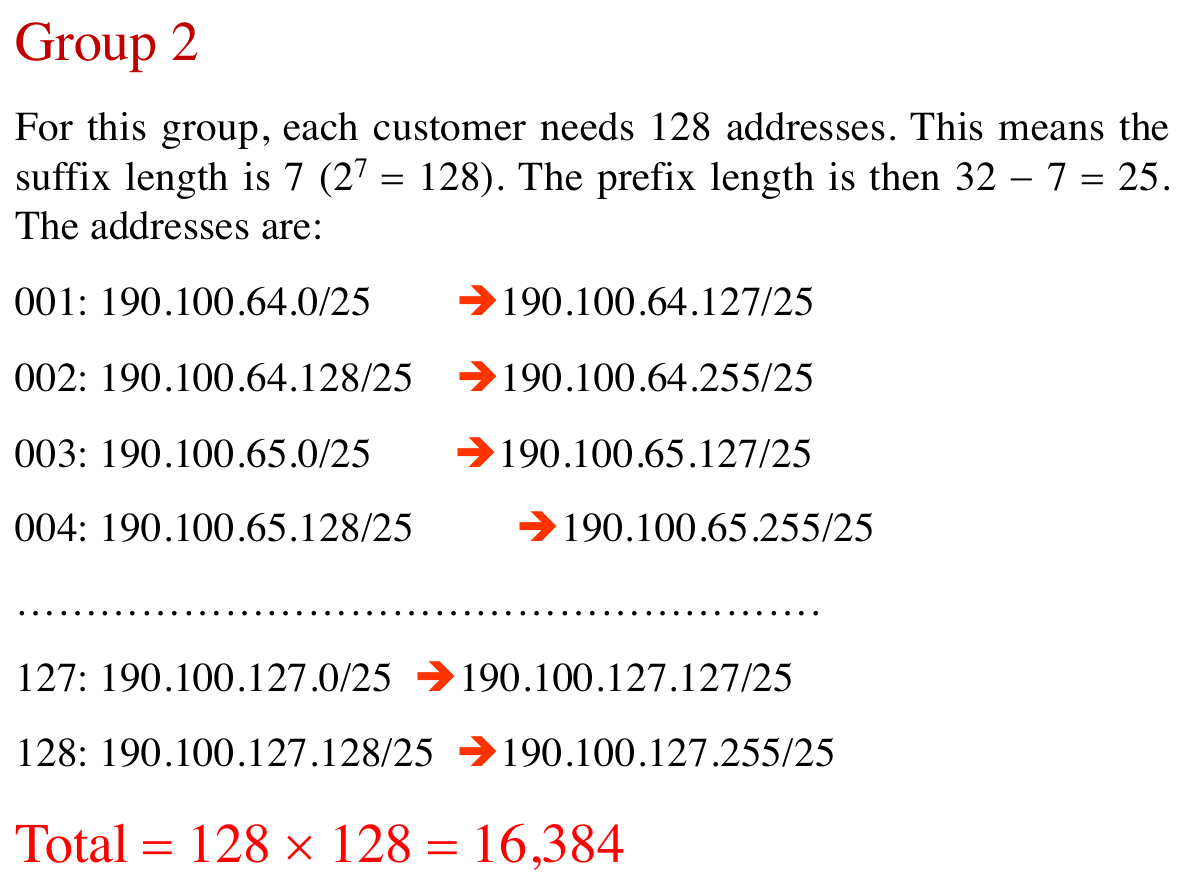 Group 2
For this group, each customer needs 128 addresses. This means the
suffix length is 7 (2⁷ = 128). The prefix length is then 32 − 7 = 25.
The addresses are:
001: 190.100.64.0/25 ➔190.100.64.127/25
002: 190.100.64.128/25 ➔190.100.64.255/25
003: 190.100.65.0/25 ➔190.100.65.127/25
004: 190.100.65.128/25 ➔190.100.65.255/25
…………………………………………………
127: 190.100.127.0/25 ➔190.100.127.127/25
128: 190.100.127.128/25 ➔190.100.127.255/25
Total = 128 × 128 = 16,384